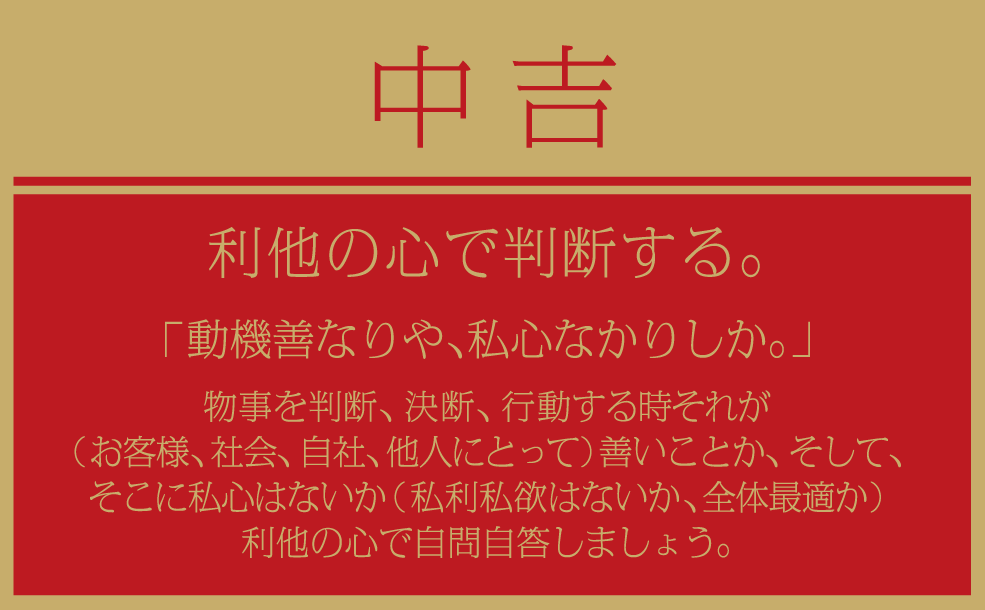 中吉
利他の心で判断する。
「動機善なりや、私心なかりしか。」
物事を判断、決断、行動する時それが
（お客様、社会、自社、他人にとって）善いことか、そして、
そこに私心はないか（私利私欲はないか、全体最適か）
利他の心で自問自答しましょう。